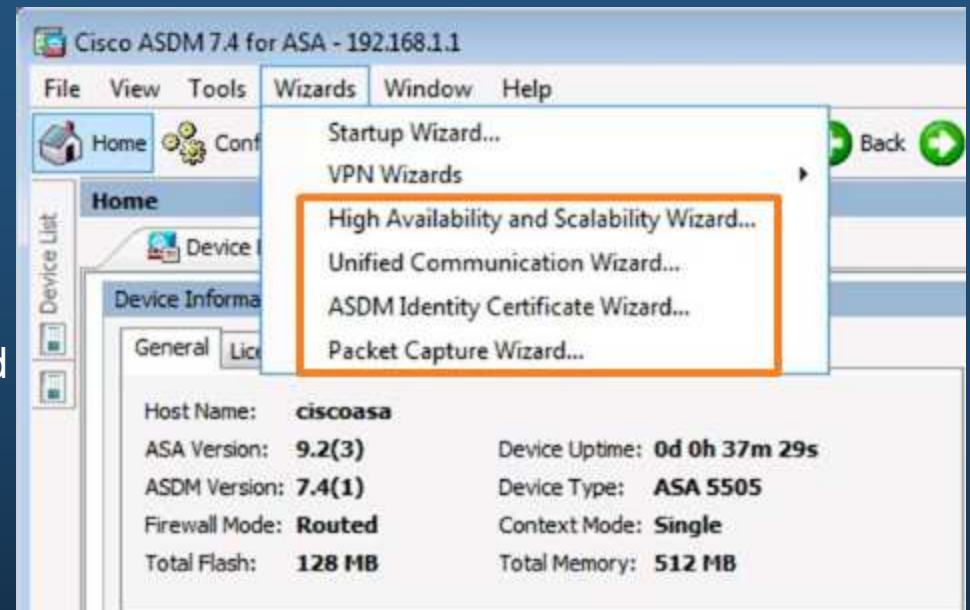 Cisco ASDM 7.4 for ASA - 192.168.1.1
File View Tools Wizards Window Help
Home Conf Back
Startup Wizard...
VPN Wizards
High Availability and Scalability Wizard...
Unified Communication Wizard...
ASDM Identity Certificate Wizard...
Packet Capture Wizard...
Device List
Home
Device
Device Informa
General Lice
Host Name: ciscoasa
ASA Version: 9.2(3) Device Uptime: 0d 0h 37m 29s
ASDM Version: 7.4(1) Device Type: ASA 5505
Firewall Mode: Routed Context Mode: Single
Total Flash: 128 MB Total Memory: 512 MB